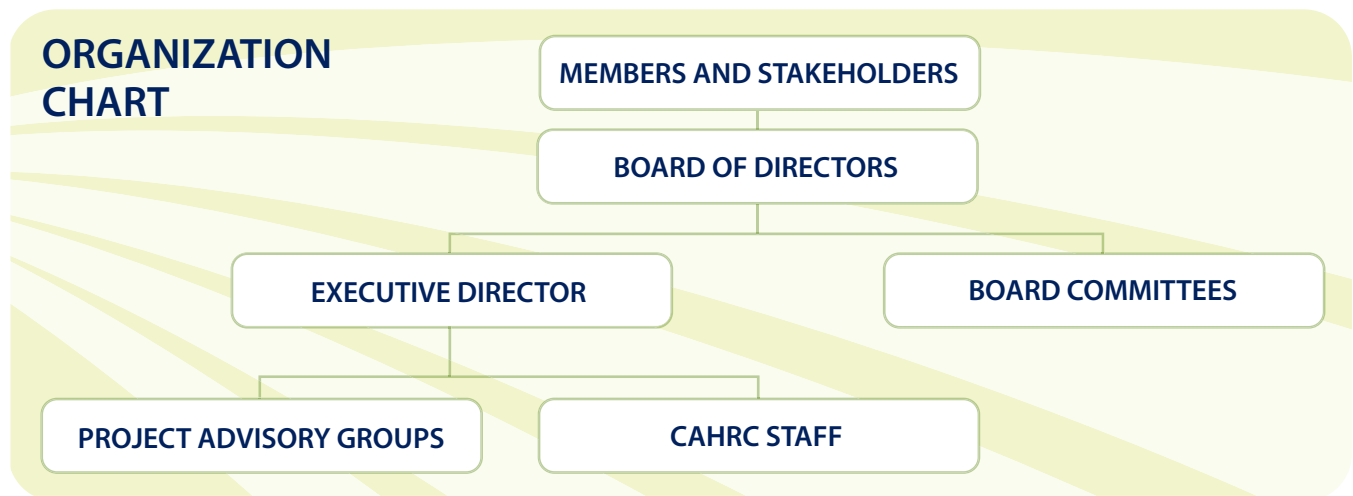 ORGANIZATION
CHART
MEMBERS AND STAKEHOLDERS
BOARD OF DIRECTORS
EXECUTIVE DIRECTOR
BOARD COMMITTEES
PROJECT ADVISORY GROUPS
CAHRC STAFF